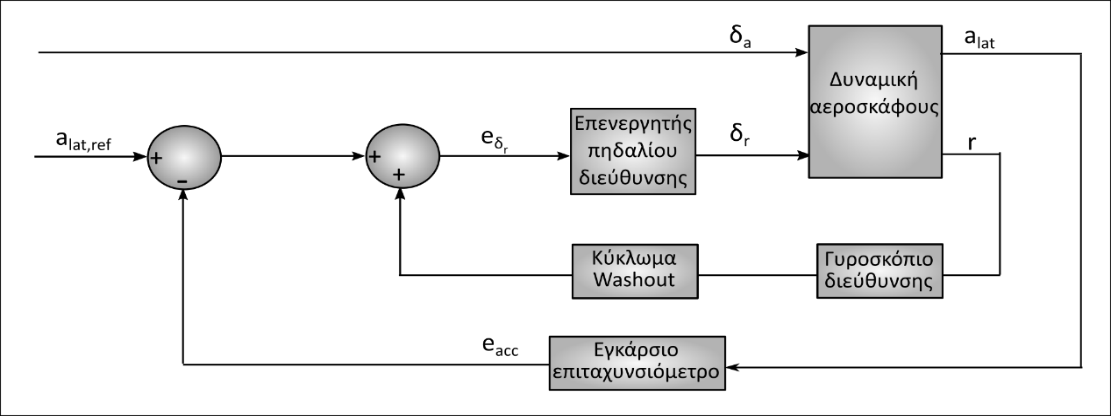 δa
alat
Δυναμική
αεροσκάφους
alat,ref
+
-
+
+
eδr
Επενεργητής
πηδαλίου
διεύθυνσης
δr
r
Κύκλωμα
Washout
Γυροσκόπιο
διεύθυνσης
eacc
Εγκάρσιο
επιταχυνσιόμετρο